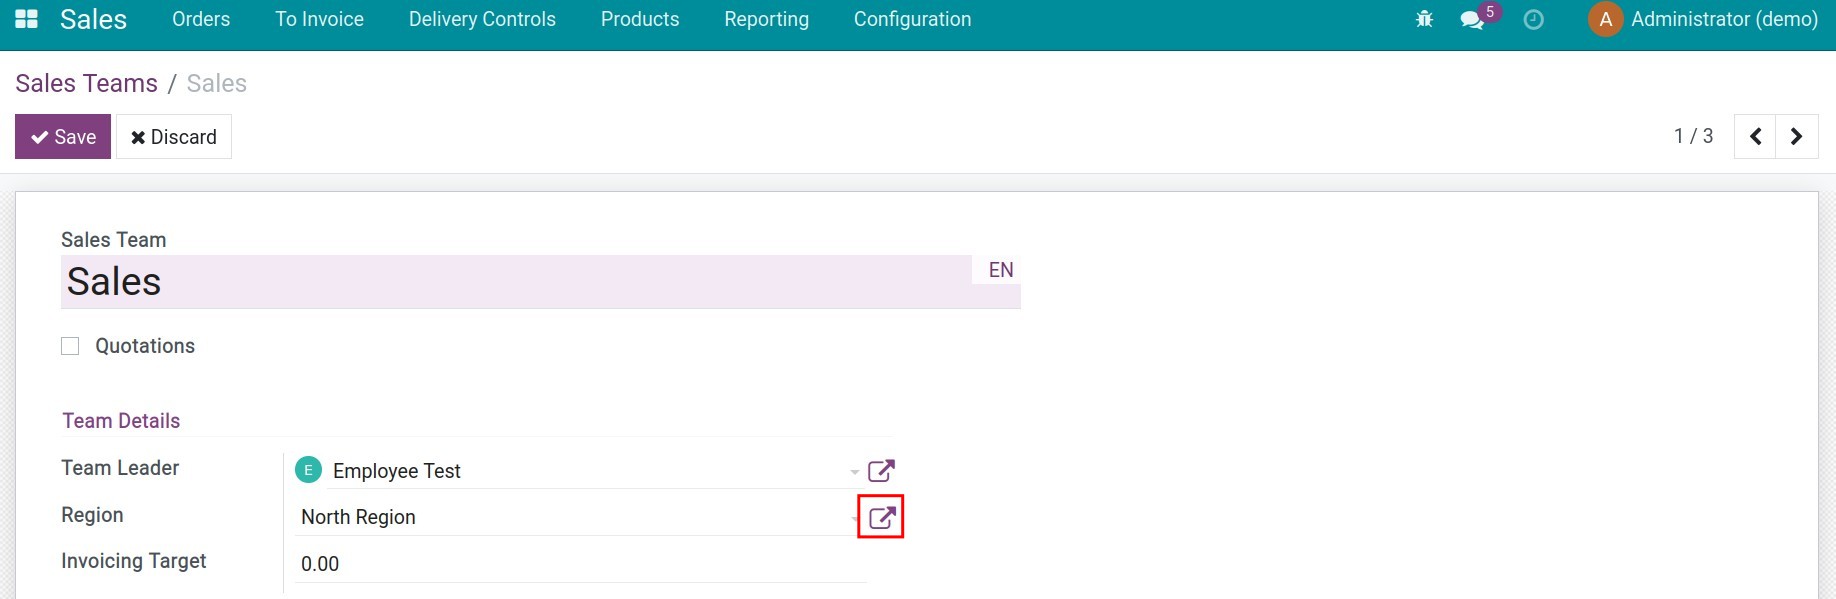 Sales Orders To Invoice Delivery Controls Products Reporting Configuration 5 A Administrator (demo)
Sales Teams / Sales
Save Discard 1 / 3
Sales Team
Sales EN
Quotations
Team Details
Team Leader E Employee Test
Region North Region
Invoicing Target 0.00